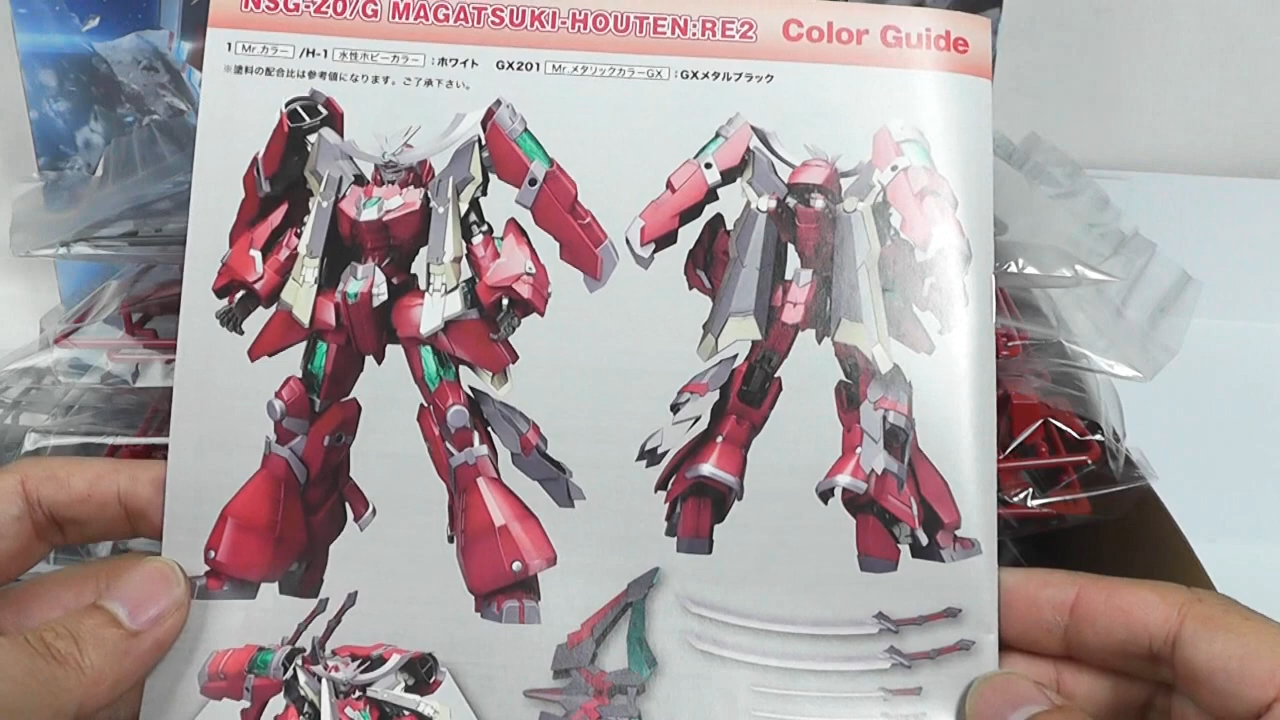 NSG-Z0/G MAGATSUKI-HOUTEN:RE2 Color Guide
1 Mr.カラー /H-1 水性ホビーカラー :ホワイト GX201 Mr.メタリックカラーGX :GXメタルブラック
※塗料の配合比は参考値になります。ご了承下さい。